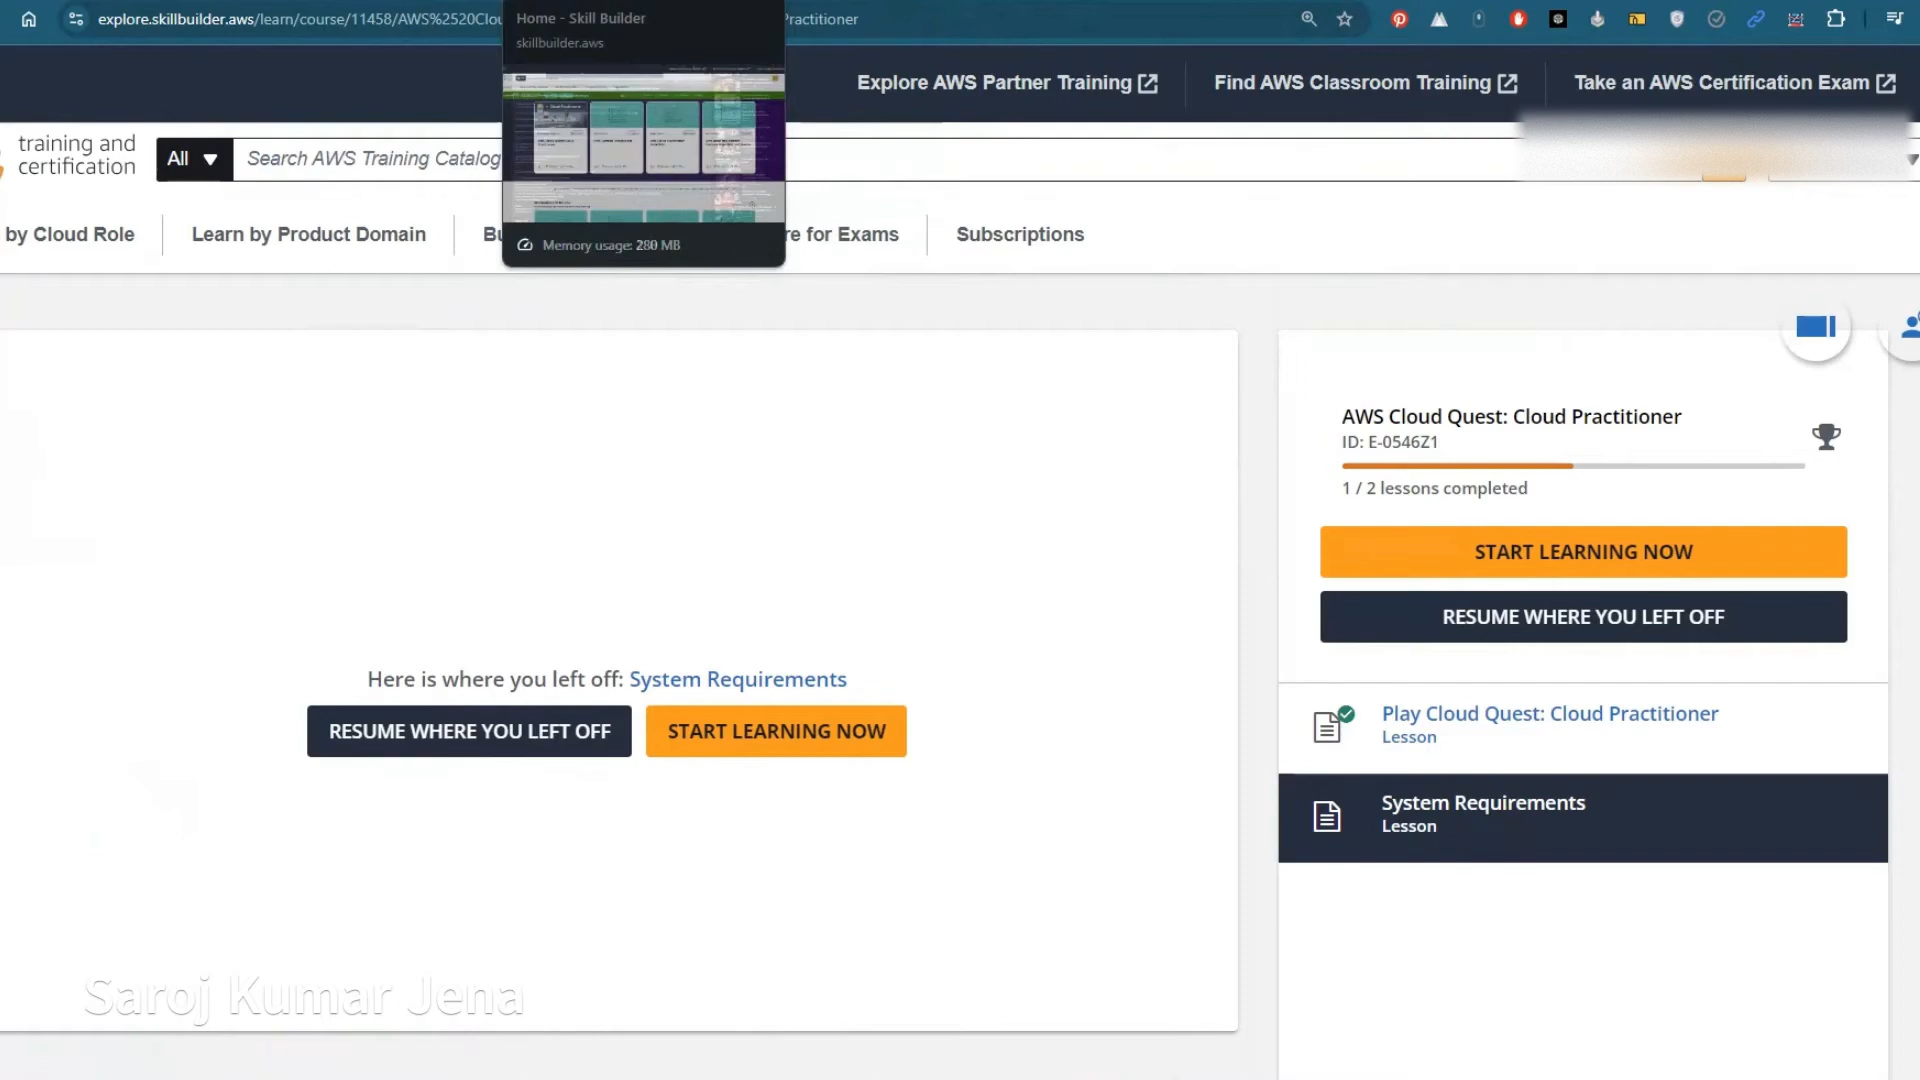 explore.skillbuilder.aws/learn/course/11458/AWS%2520Clou
ractitioner
Home - Skill Builder
skillbuilder.aws
Memory usage: 280 MB
Explore AWS Partner Training
Find AWS Classroom Training
Take an AWS Certification Exam
training and
certification
All
Search AWS Training Catalog
by Cloud Role
Learn by Product Domain
Bu
re for Exams
Subscriptions
Here is where you left off: System Requirements
RESUME WHERE YOU LEFT OFF
START LEARNING NOW
AWS Cloud Quest: Cloud Practitioner
ID: E-0546Z1
1 / 2 lessons completed
START LEARNING NOW
RESUME WHERE YOU LEFT OFF
Play Cloud Quest: Cloud Practitioner
Lesson
System Requirements
Lesson
Saroj Kumar Jena